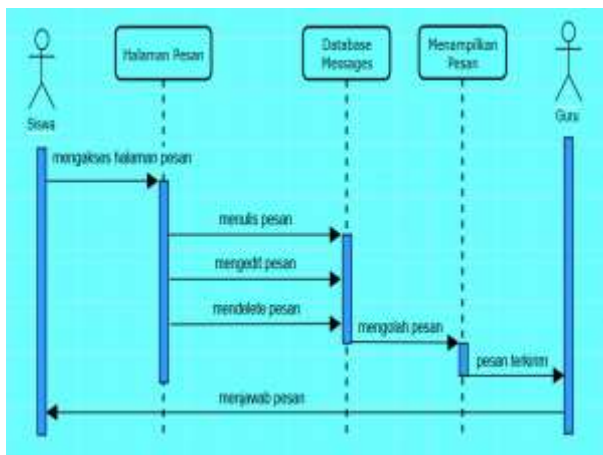 Halaman Pesan
Database
Messages
Menampilkan
Pesan
Siswa
Guru
mengakses halaman pesan
menulis pesan
mengedit pesan
mendelete pesan
mengolah pesan
pesan terkirim
menjawab pesan